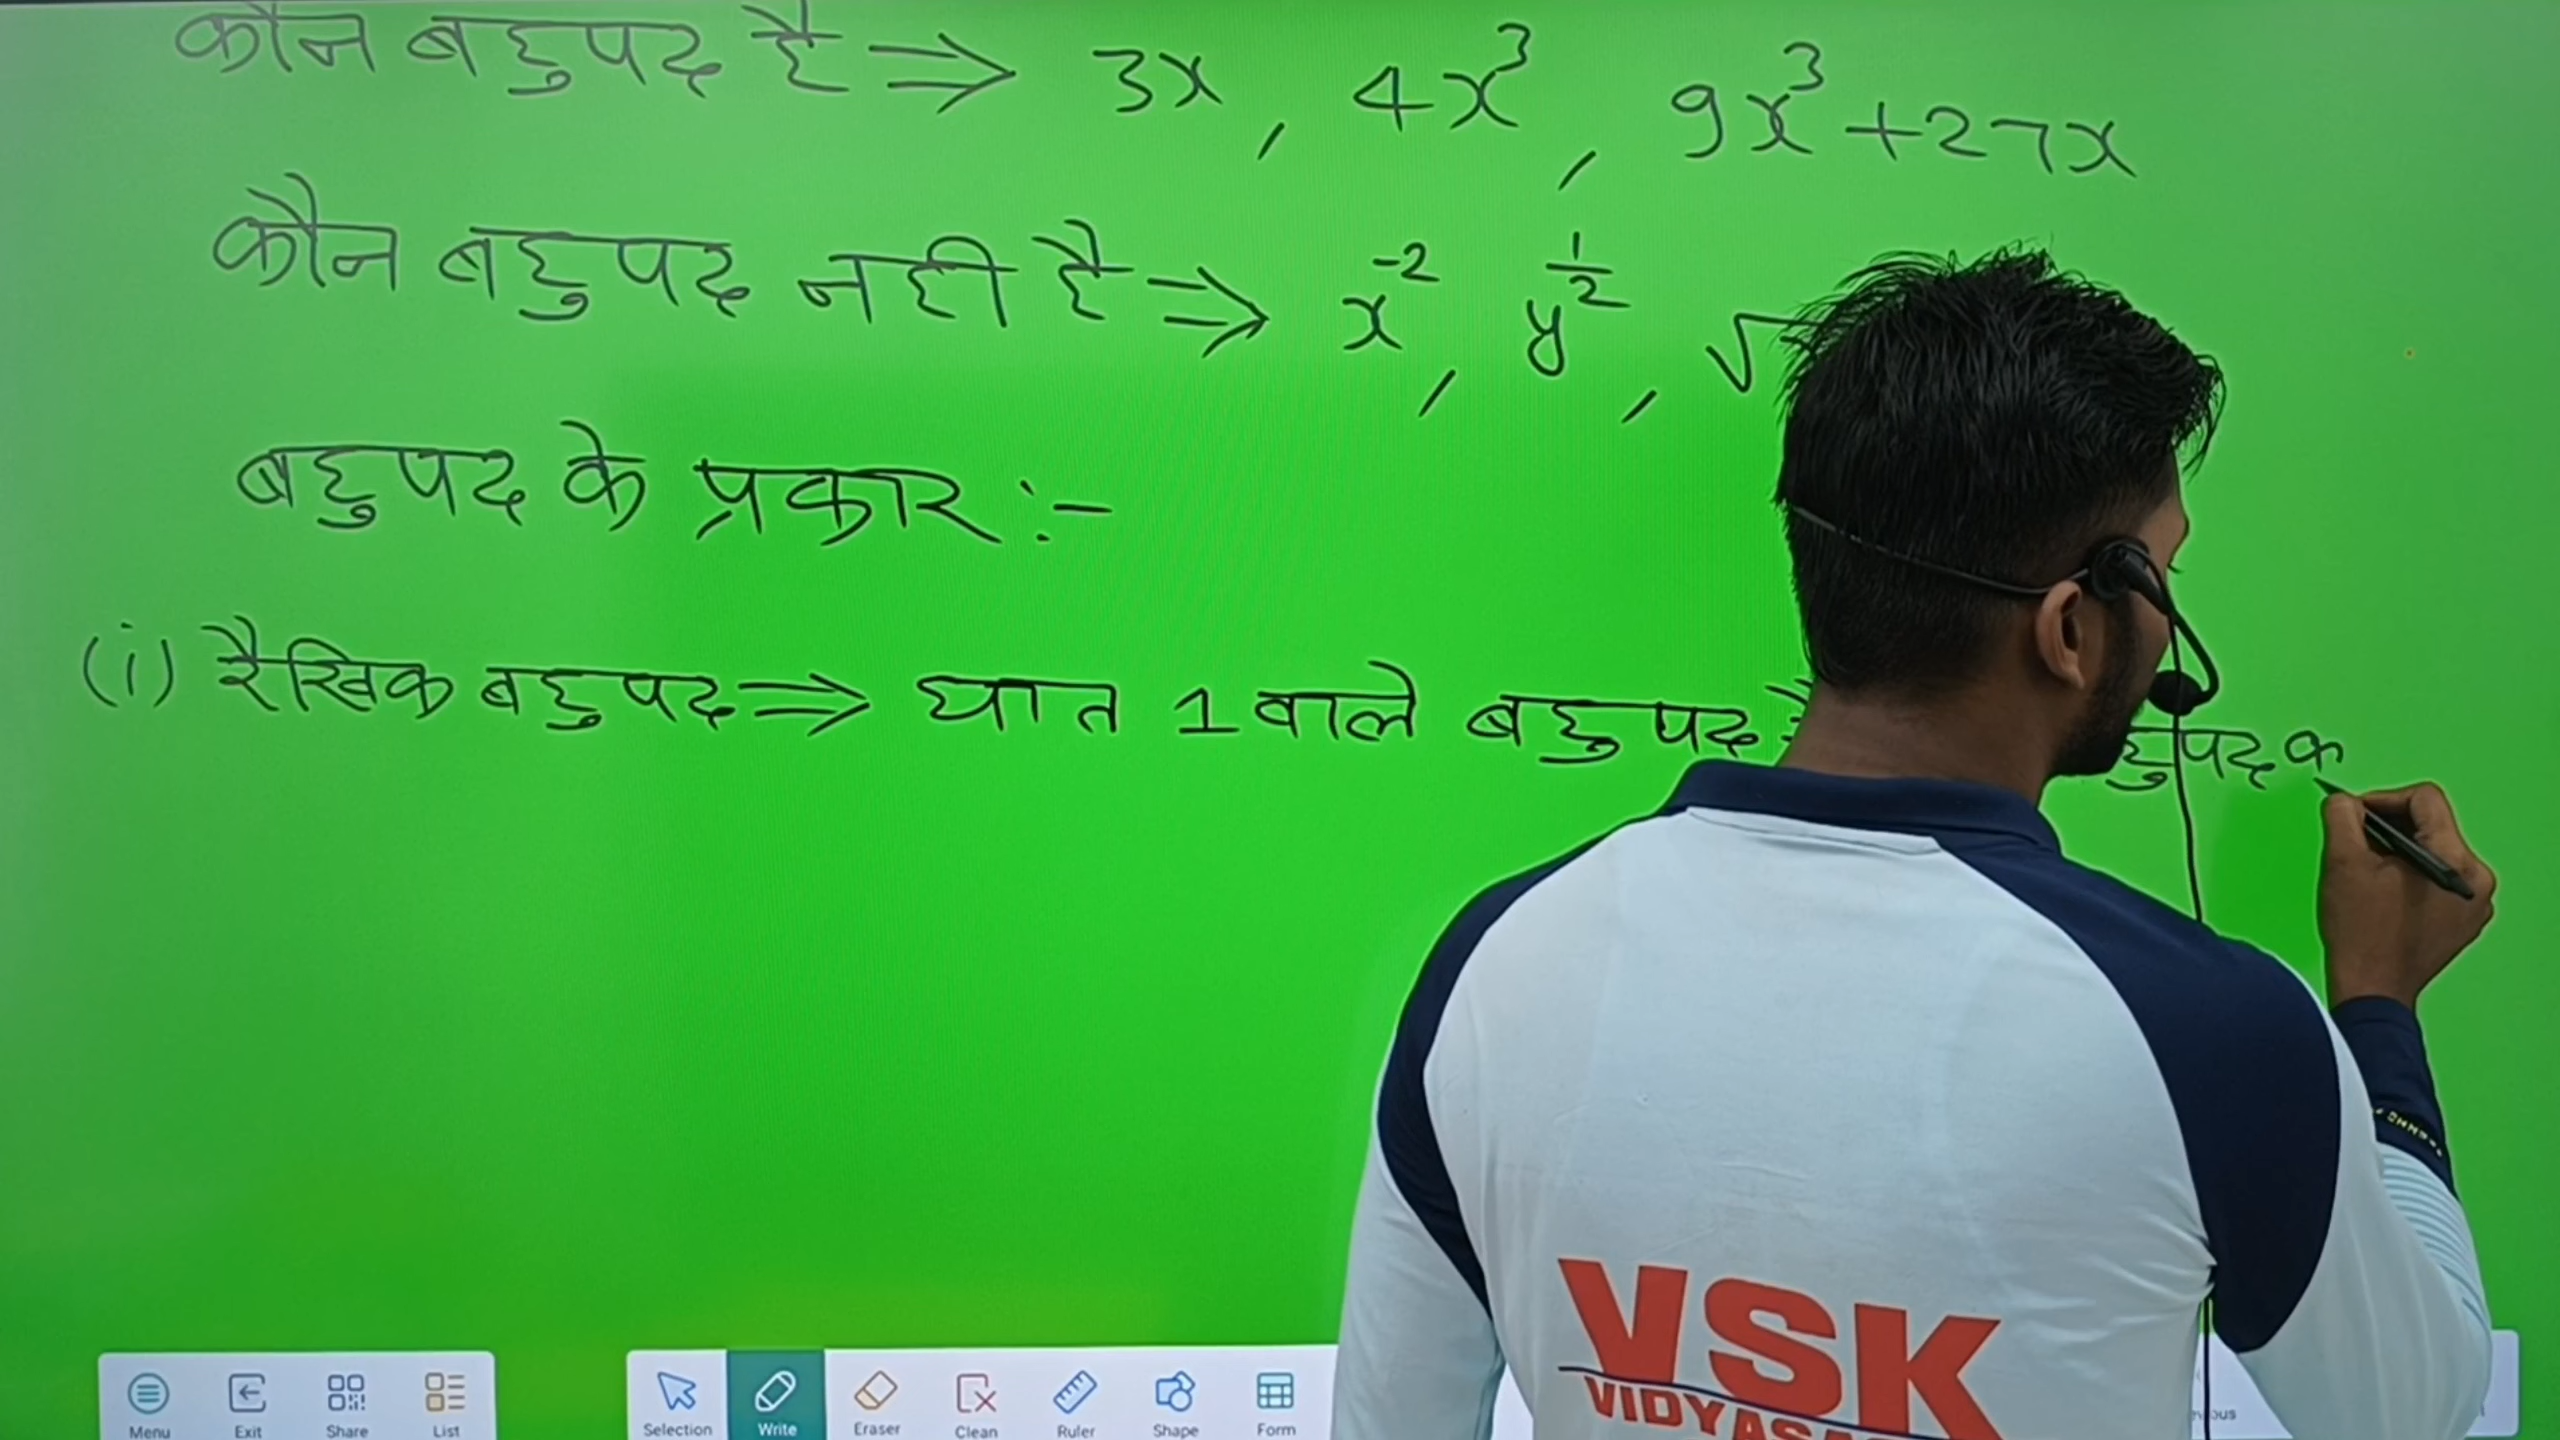 कौन बहुपद है ⇒ 3x, 4x³, 9x³+27x
कौन बहुपद नही है ⇒ x⁻², y^½, √
बहुपद के प्रकार :-
(i) रैखिक बहुपद ⇒ घात 1 वाले बहुपद
VSK
Menu Exit Share List Selection Write Eraser Clean Ruler Shape Form